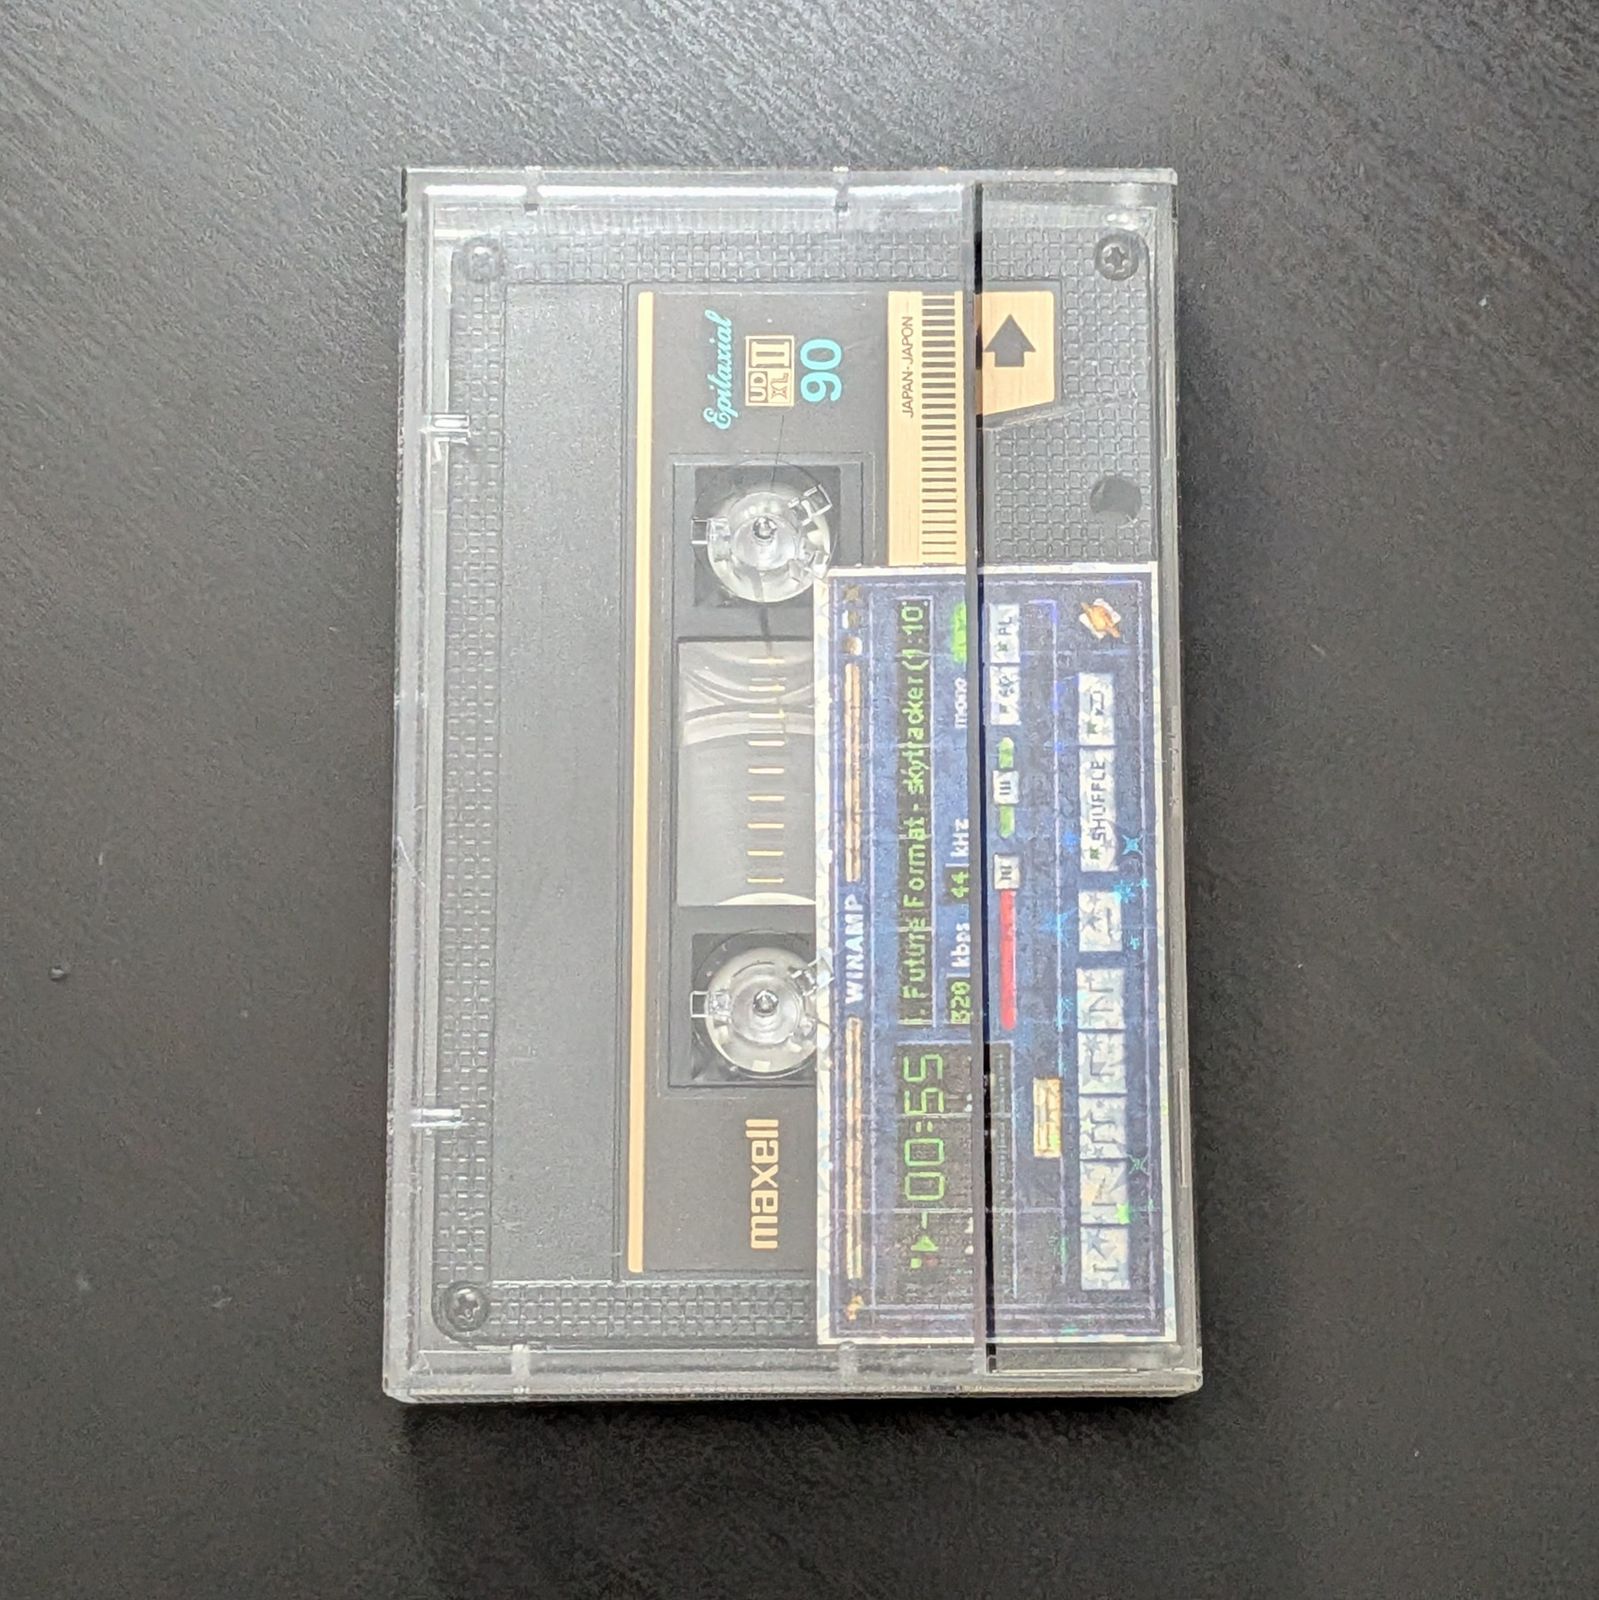 Epitaxial
UD
XL
II
90
JAPAN·JAPON
maxell
WINAMP
-00:55
1. Future Format - skytracker (1:10
320 kbps 44 kHz
mono
PL
SHUFFLE